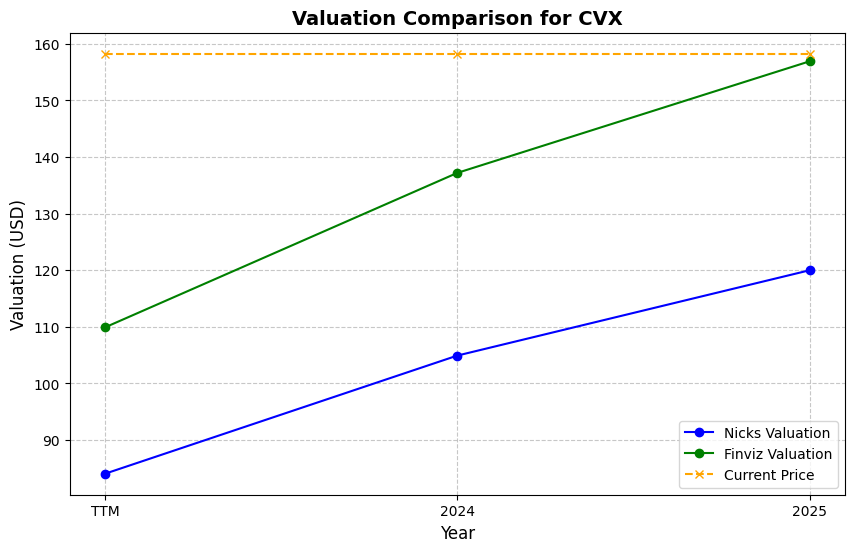 Valuation Comparison for CVX
Valuation (USD)
160
150
140
130
120
110
100
90
TTM
2024
2025
Year
Nicks Valuation
Finviz Valuation
Current Price